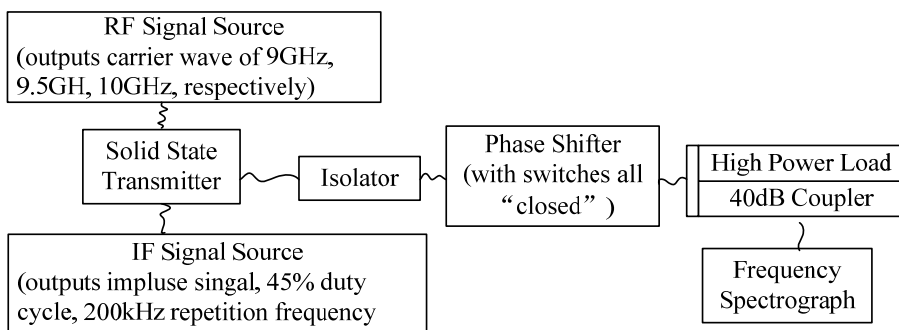 RF Signal Source
(outputs carrier wave of 9GHz,
9.5GH, 10GHz, respectively)
Solid State
Transmitter
Isolator
Phase Shifter
(with switches all
“closed”)
High Power Load
40dB Coupler
IF Signal Source
(outputs impluse singal, 45% duty
cycle, 200kHz repetition frequency
Frequency
Spectrograph